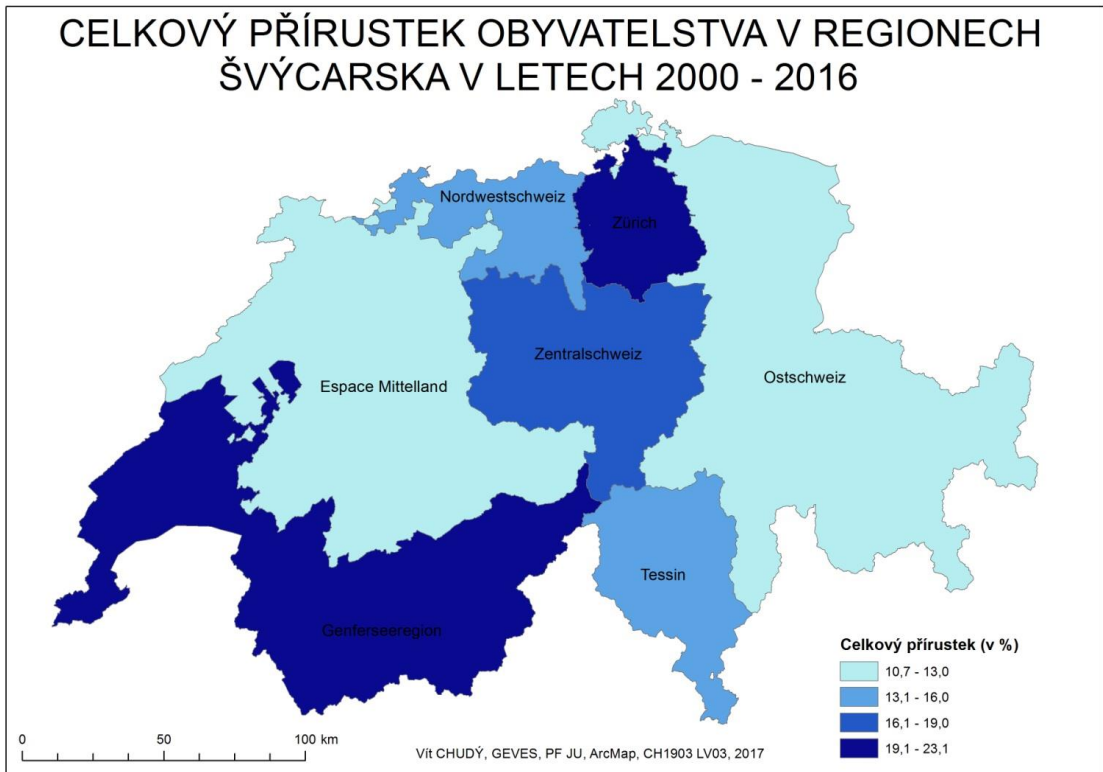 CELKOVÝ PŘÍRUSTEK OBYVATELSTVA V REGIONECH
ŠVÝCARSKA V LETECH 2000 - 2016
Nordwestschweiz
Zürich
Zentralschweiz
Espace Mittelland
Ostschweiz
Tessin
Genferseeregion
Celkový přírustek (v %)
10,7 - 13,0
13,1 - 16,0
16,1 - 19,0
19,1 - 23,1
0 50 100 km
Vít CHUDÝ, GEVES, PF JU, ArcMap, CH1903 LV03, 2017